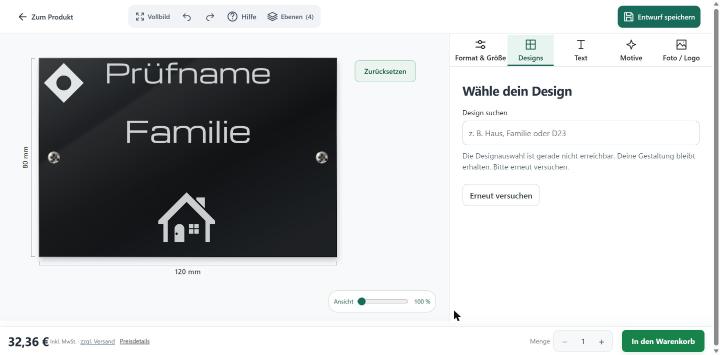 Zum Produkt
Vollbild
Hilfe
Ebenen (4)
Entwurf speichern
Prüfname
Familie
80 mm
120 mm
Zurücksetzen
Ansicht
100 %
Format & Größe
Designs
Text
Motive
Foto / Logo
Wähle dein Design
Design suchen
z. B. Haus, Familie oder D23
Die Designauswahl ist gerade nicht erreichbar. Deine Gestaltung bleibt
erhalten. Bitte erneut versuchen.
Erneut versuchen
32,36 € inkl. MwSt. · zzgl. Versand Preisdetails
Menge
− 1 +
In den Warenkorb